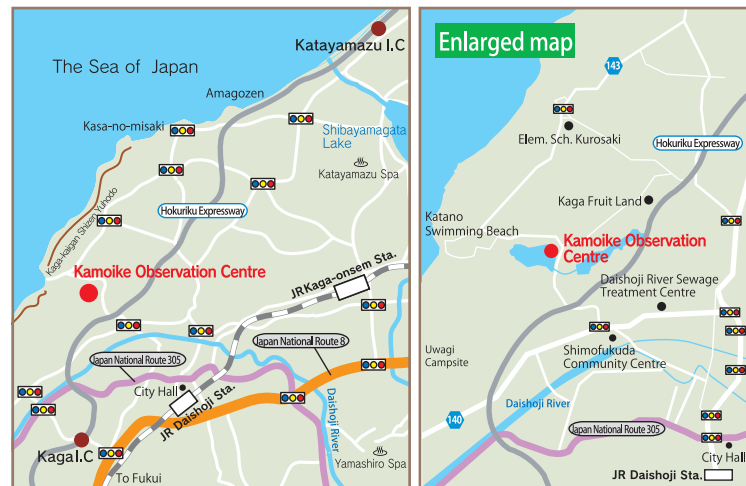 Katayamazu I.C
The Sea of Japan
Amagozen
Kasa-no-misaki
Shibayamagata
Lake
Katayamazu Spa
Kaga-kaigan Shizen Yuhodo
Hokuriku Expressway
Kamoike Observation Centre
JRKaga-onsem Sta.
Japan National Route 305
Japan National Route 8
City Hall
JR Daishoji Sta.
Daishoji River
Kaga I.C
Yamashiro Spa
To Fukui
Enlarged map
143
Elem. Sch. Kurosaki
Hokuriku Expressway
Kaga Fruit Land
Katano
Swimming Beach
Kamoike Observation
Centre
Daishoji River Sewage
Treatment Centre
Uwagi
Campsite
Shimofukuda
Community Centre
Daishoji River
140
Japan National Route 305
City Hall
JR Daishoji Sta.